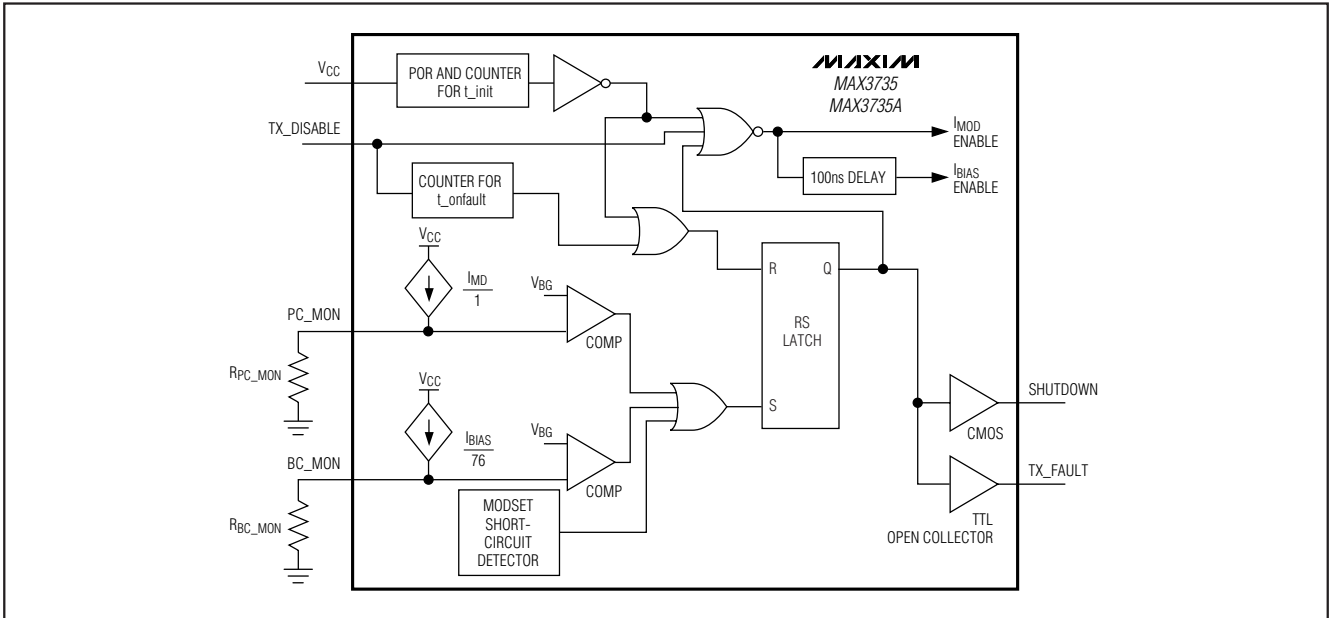 MAXIM
MAX3735
MAX3735A
VCC
POR AND COUNTER
FOR t_init
TX_DISABLE
IMOD
ENABLE
100ns DELAY
IBIAS
ENABLE
COUNTER FOR
t_onfault
VCC
IMD
1
VBG
PC_MON
COMP
RPC_MON
R
Q
RS
LATCH
S
VCC
IBIAS
76
VBG
BC_MON
COMP
RBC_MON
MODSET
SHORT-
CIRCUIT
DETECTOR
SHUTDOWN
CMOS
TX_FAULT
TTL
OPEN COLLECTOR